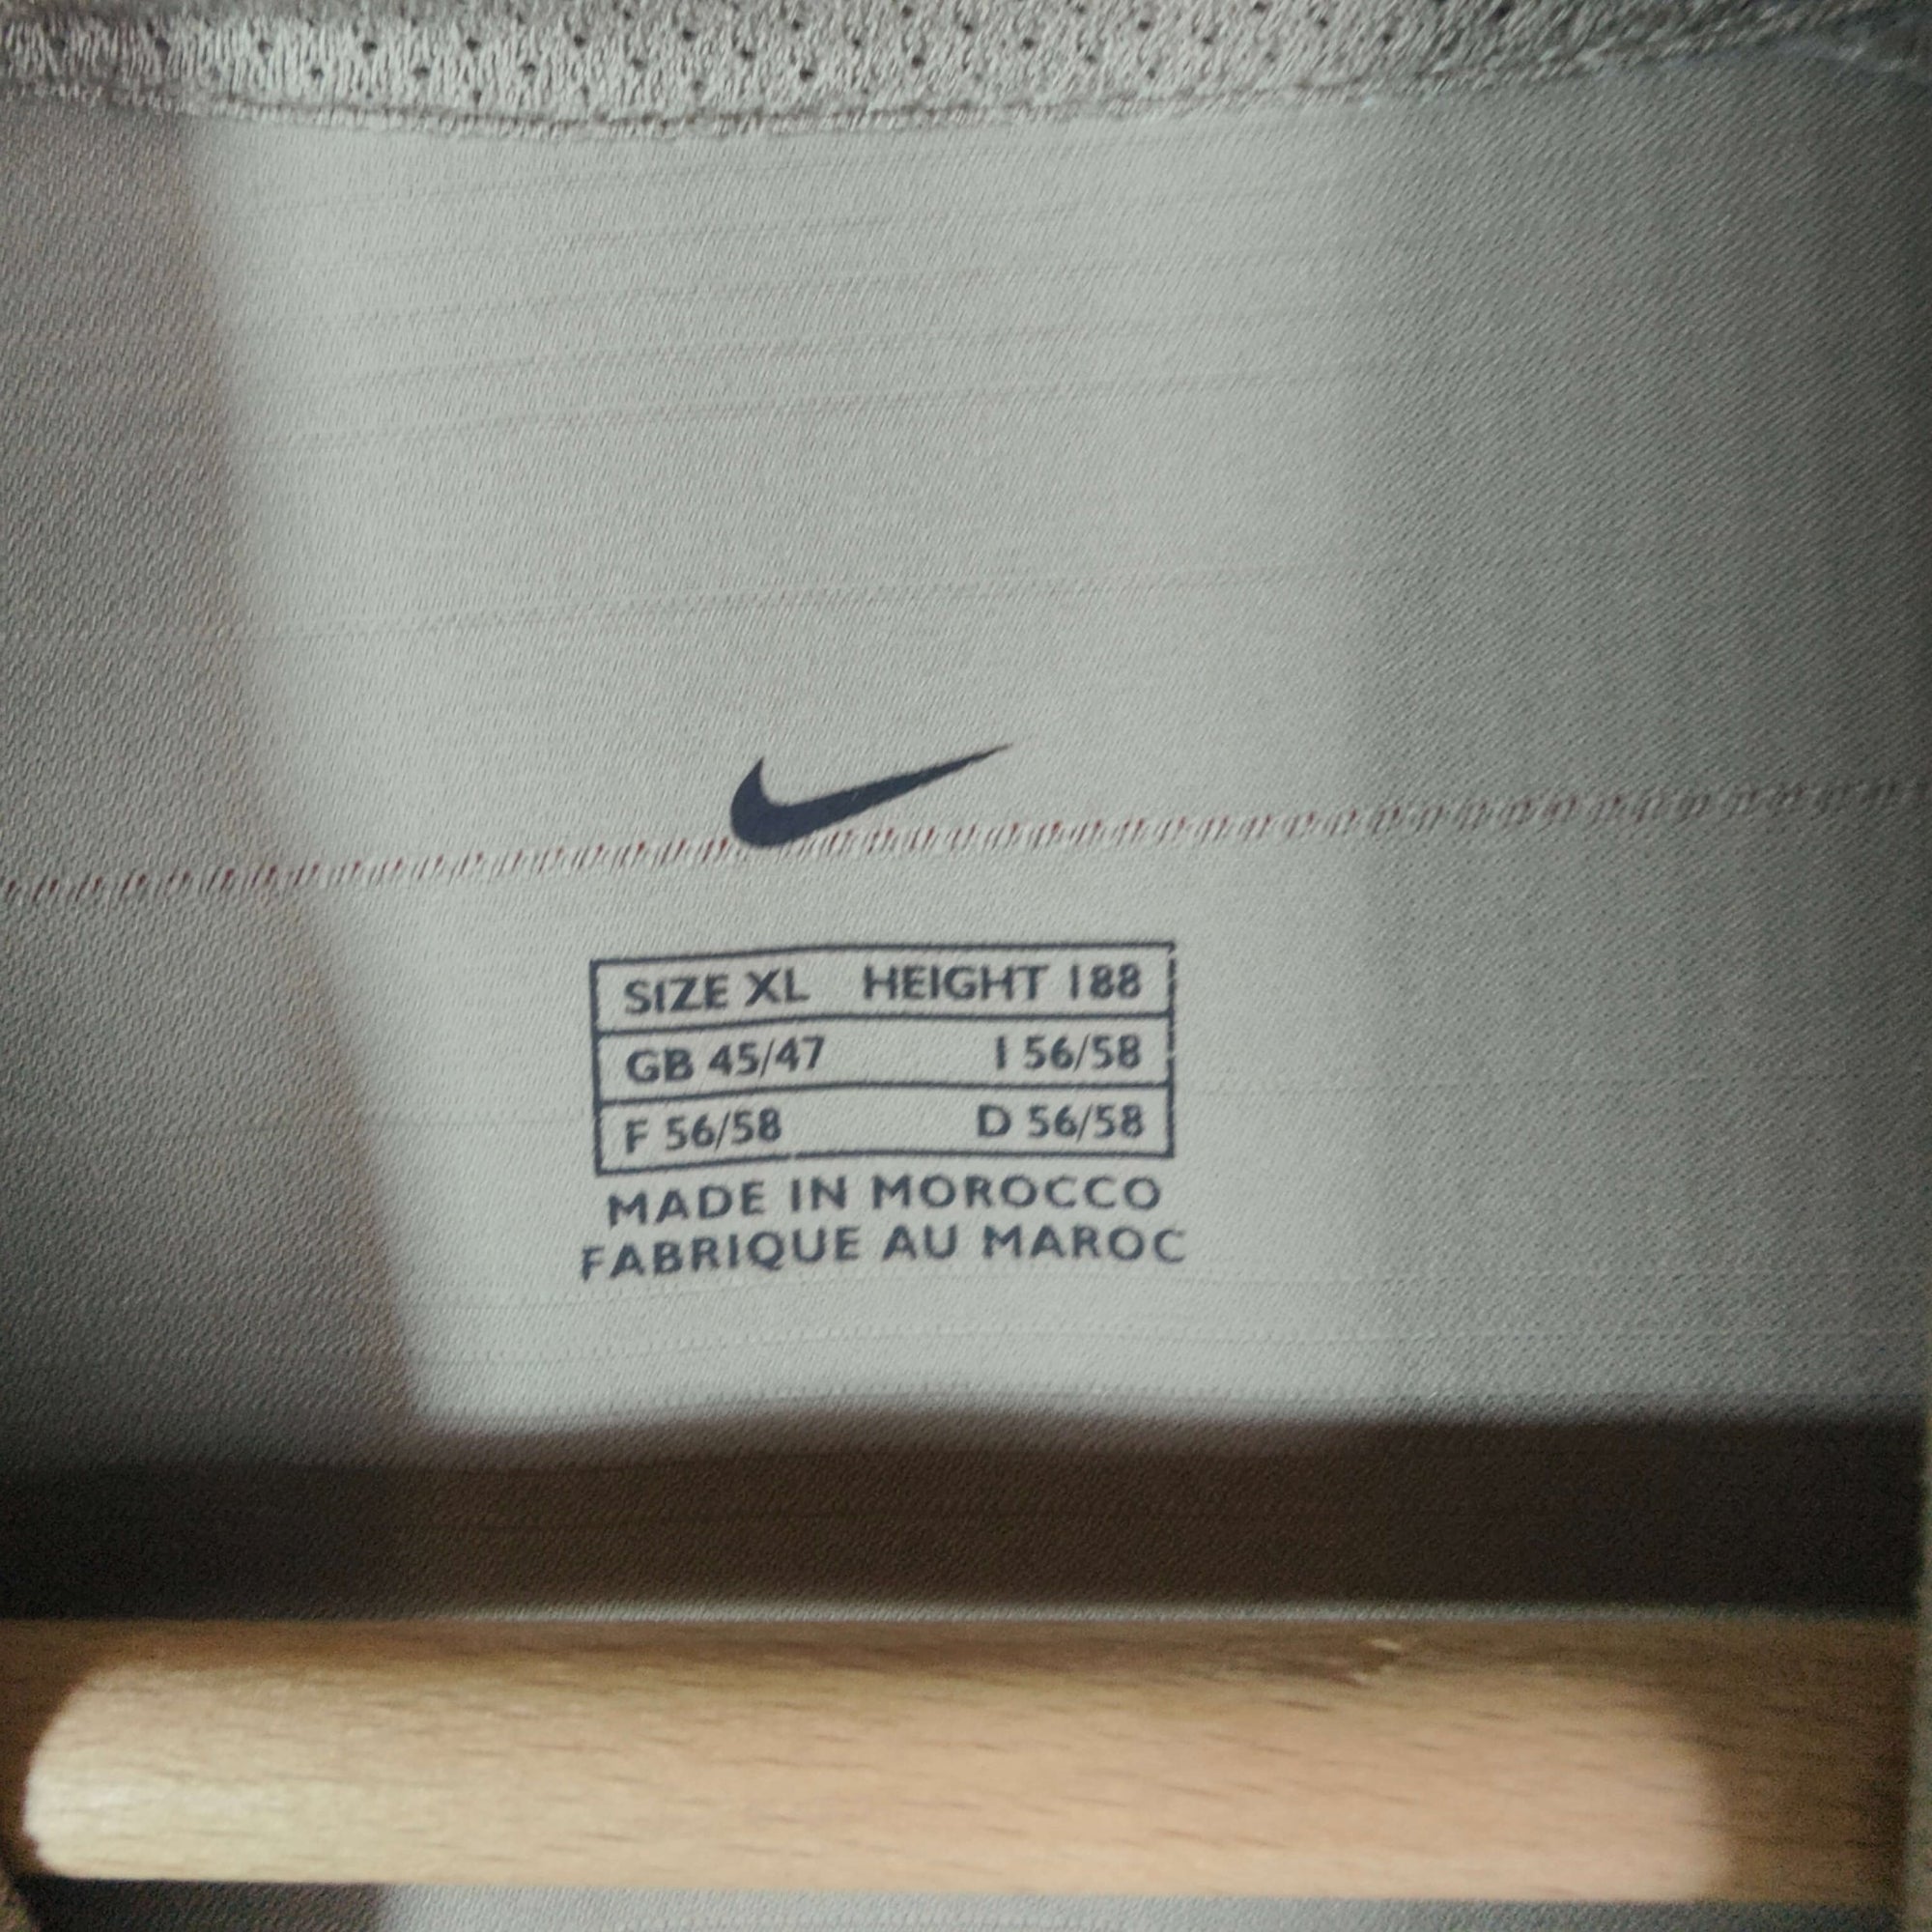 SIZE XL HEIGHT 188
GB 45/47 I 56/58
F 56/58 D 56/58
MADE IN MOROCCO
FABRIQUE AU MAROC